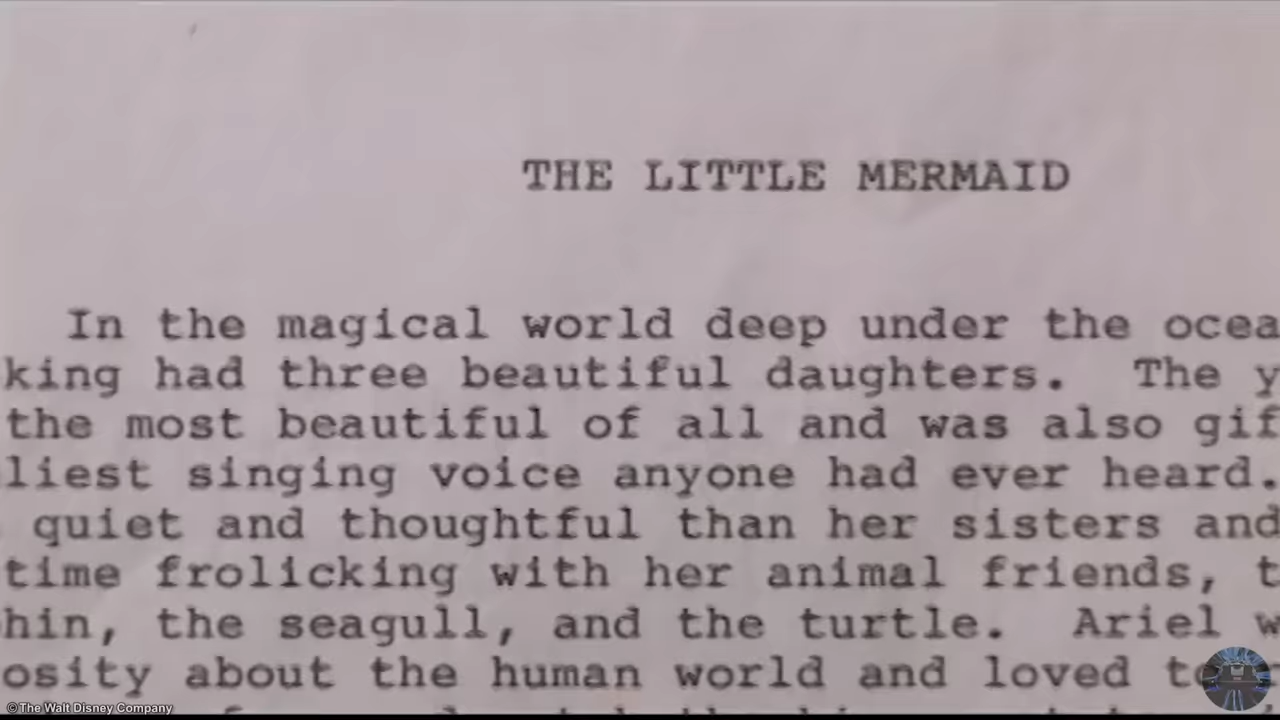 THE LITTLE MERMAID
In the magical world deep under the ocea
king had three beautiful daughters. The y
the most beautiful of all and was also gif
liest singing voice anyone had ever heard.
quiet and thoughtful than her sisters and
time frolicking with her animal friends, t
hin, the seagull, and the turtle. Ariel w
osity about the human world and loved to
©The Walt Disney Company